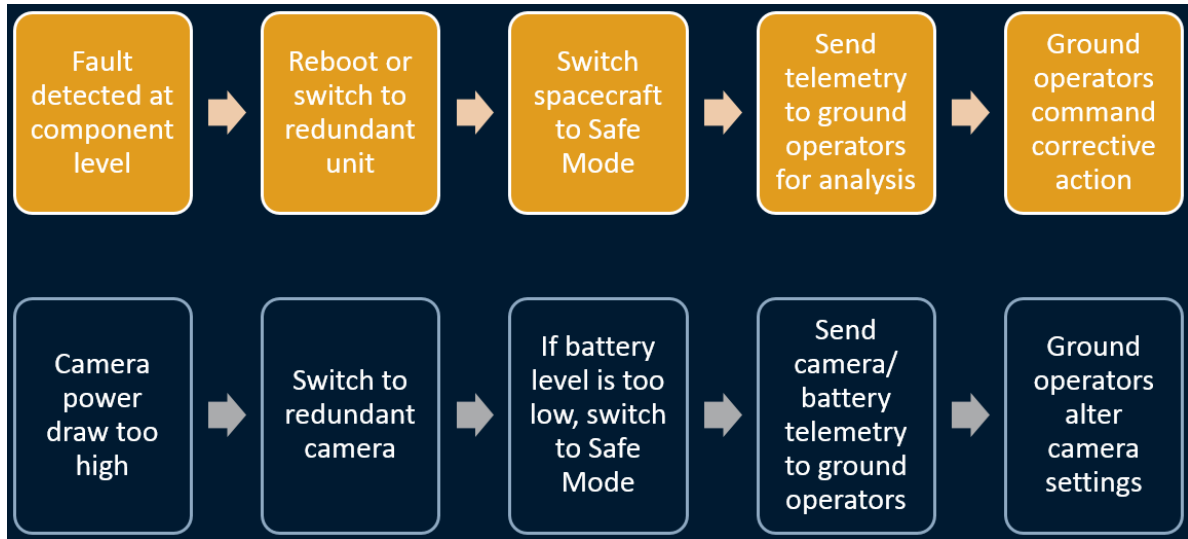 Fault
detected at
component
level
Reboot or
switch to
redundant
unit
Switch
spacecraft
to Safe
Mode
Send
telemetry
to ground
operators
for analysis
Ground
operators
command
corrective
action
Camera
power
draw too
high
Switch to
redundant
camera
If battery
level is too
low, switch
to Safe
Mode
Send
camera/
battery
telemetry
to ground
operators
Ground
operators
alter
camera
settings